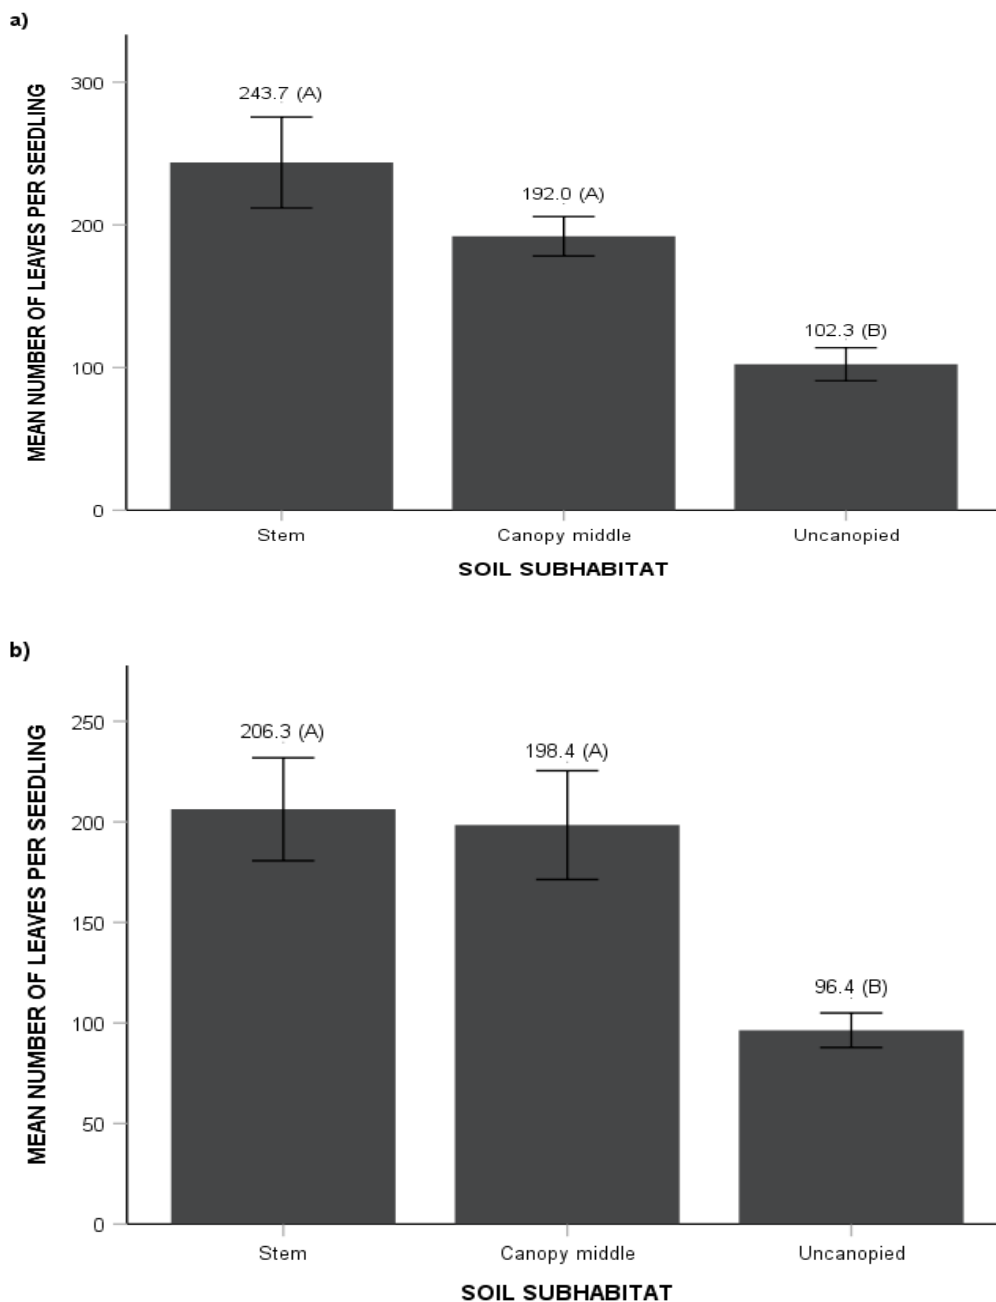 a)
MEAN NUMBER OF LEAVES PER SEEDLING
300
200
100
0
243.7 (A)
192.0 (A)
102.3 (B)
Stem
Canopy middle
Uncanopied
SOIL SUBHABITAT
b)
MEAN NUMBER OF LEAVES PER SEEDLING
250
200
150
100
50
0
206.3 (A)
198.4 (A)
96.4 (B)
Stem
Canopy middle
Uncanopied
SOIL SUBHABITAT